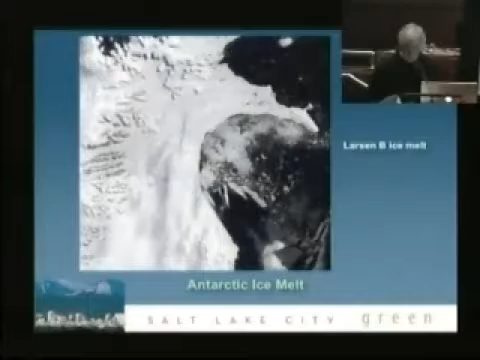 Larsen B ice melt
Antarctic Ice Melt
SALT LAKE CITY green